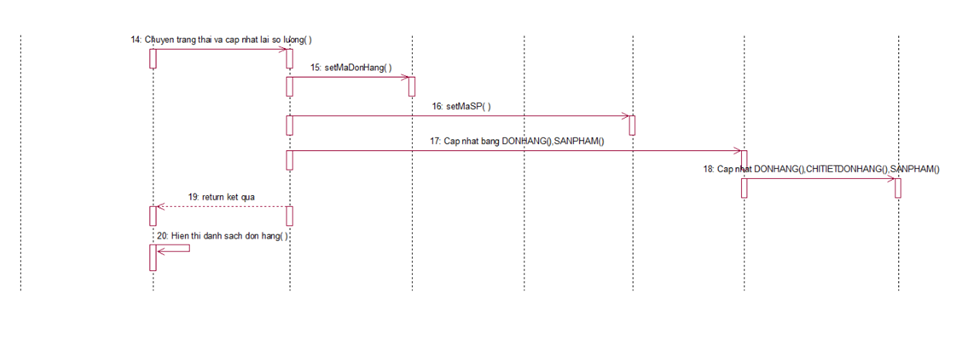 14: Chuyen trang thai va cap nhat lai so luong( )
15: setMaDonHang( )
16: setMaSP( )
17: Cap nhat bang DONHANG(),SANPHAM()
18: Cap nhat DONHANG(),CHITIETDONHANG(),SANPHAM()
19: return ket qua
20: Hien thi danh sach don hang( )